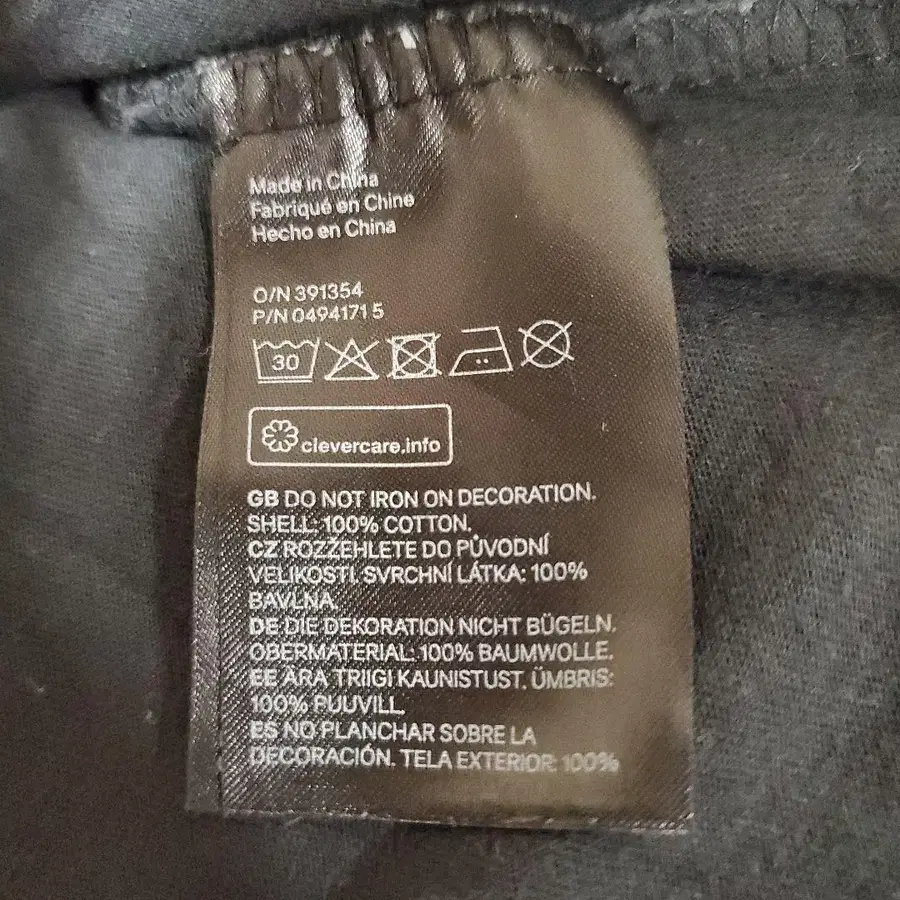 Made in China
Fabriqué en Chine
Hecho en China
O/N 391354
P/N 0494171 5
30
clevercare.info
GB DO NOT IRON ON DECORATION.
SHELL: 100% COTTON.
CZ ROZŽEHLETE DO PŮVODNÍ
VELIKOSTI. SVRCHNÍ LÁTKA: 100%
BAVLNA.
DE DIE DEKORATION NICHT BÜGELN.
OBERMATERIAL: 100% BAUMWOLLE.
EE ÄRA TRIIGI KAUNISTUST. ÜMBRIS:
100% PUUVILL.
ES NO PLANCHAR SOBRE LA
DECORACIÓN. TELA EXTERIOR: 100%